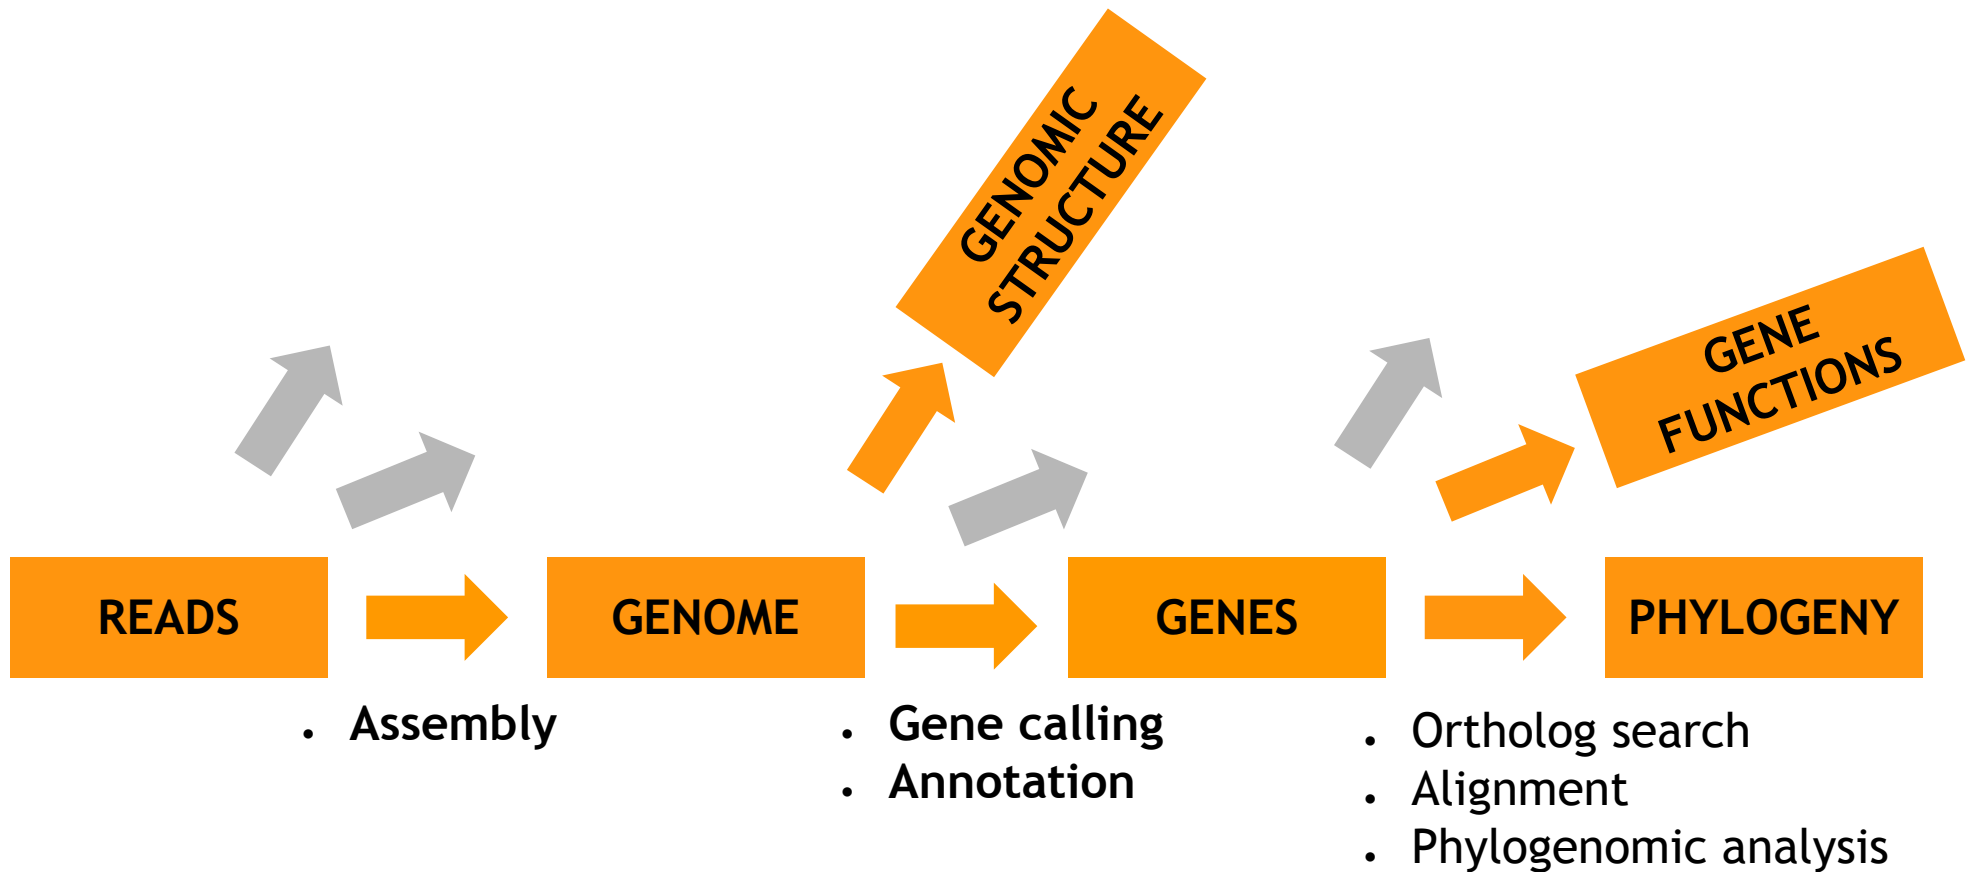 GENOMIC
STRUCTURE
GENE
FUNCTIONS
READS
GENOME
GENES
PHYLOGENY
• Assembly
• Gene calling
• Annotation
• Ortholog search
• Alignment
• Phylogenomic analysis